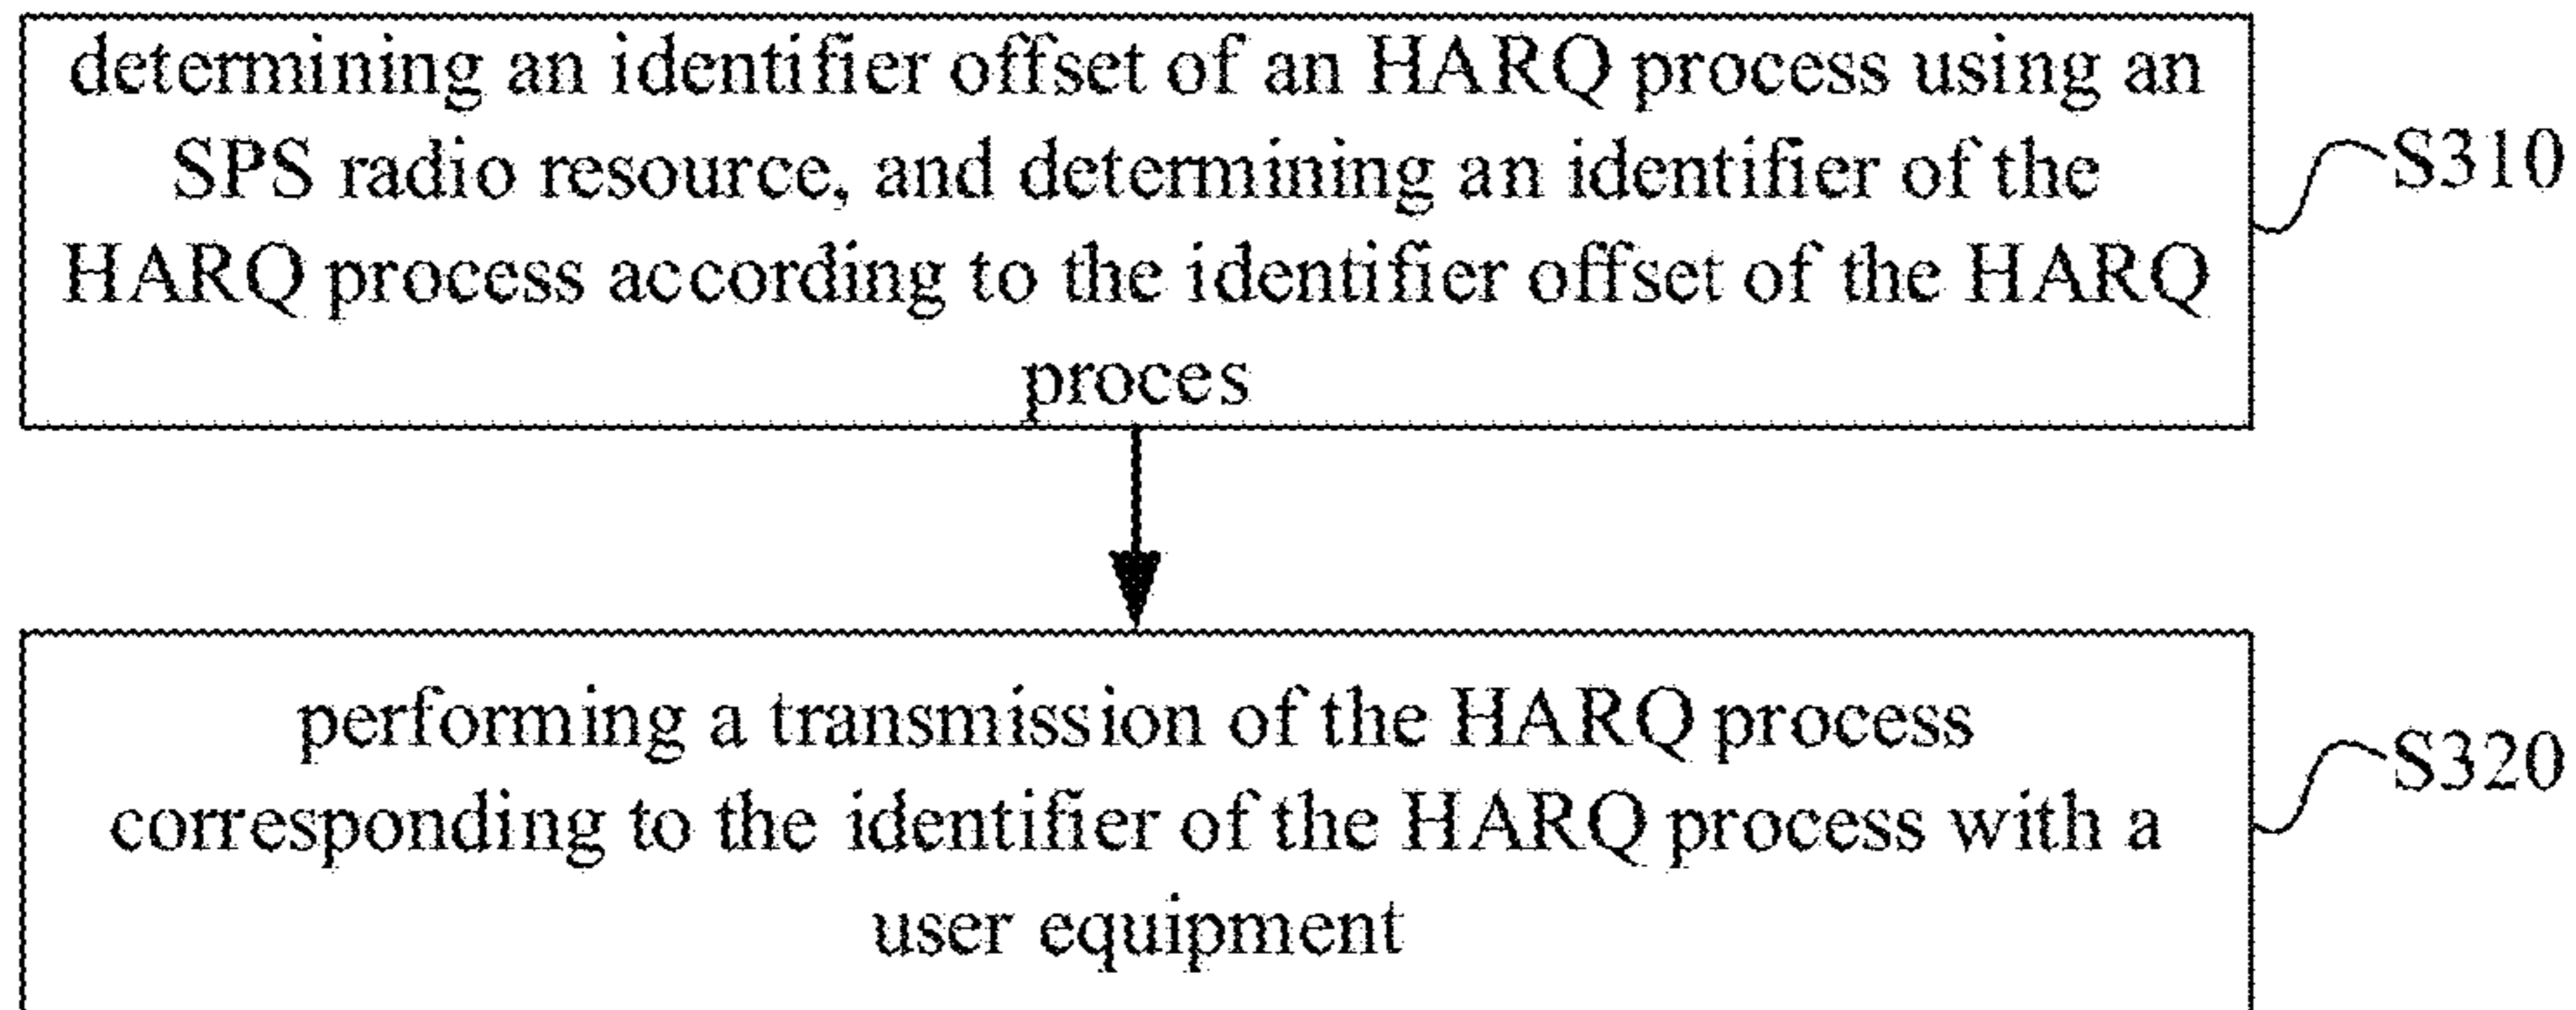 determining an identifier offset of an HARQ process using an
SPS radio resource, and determining an identifier of the
HARQ process according to the identifier offset of the HARQ
proces
S310
performing a transmission of the HARQ process
corresponding to the identifier of the HARQ process with a
user equipment
S320